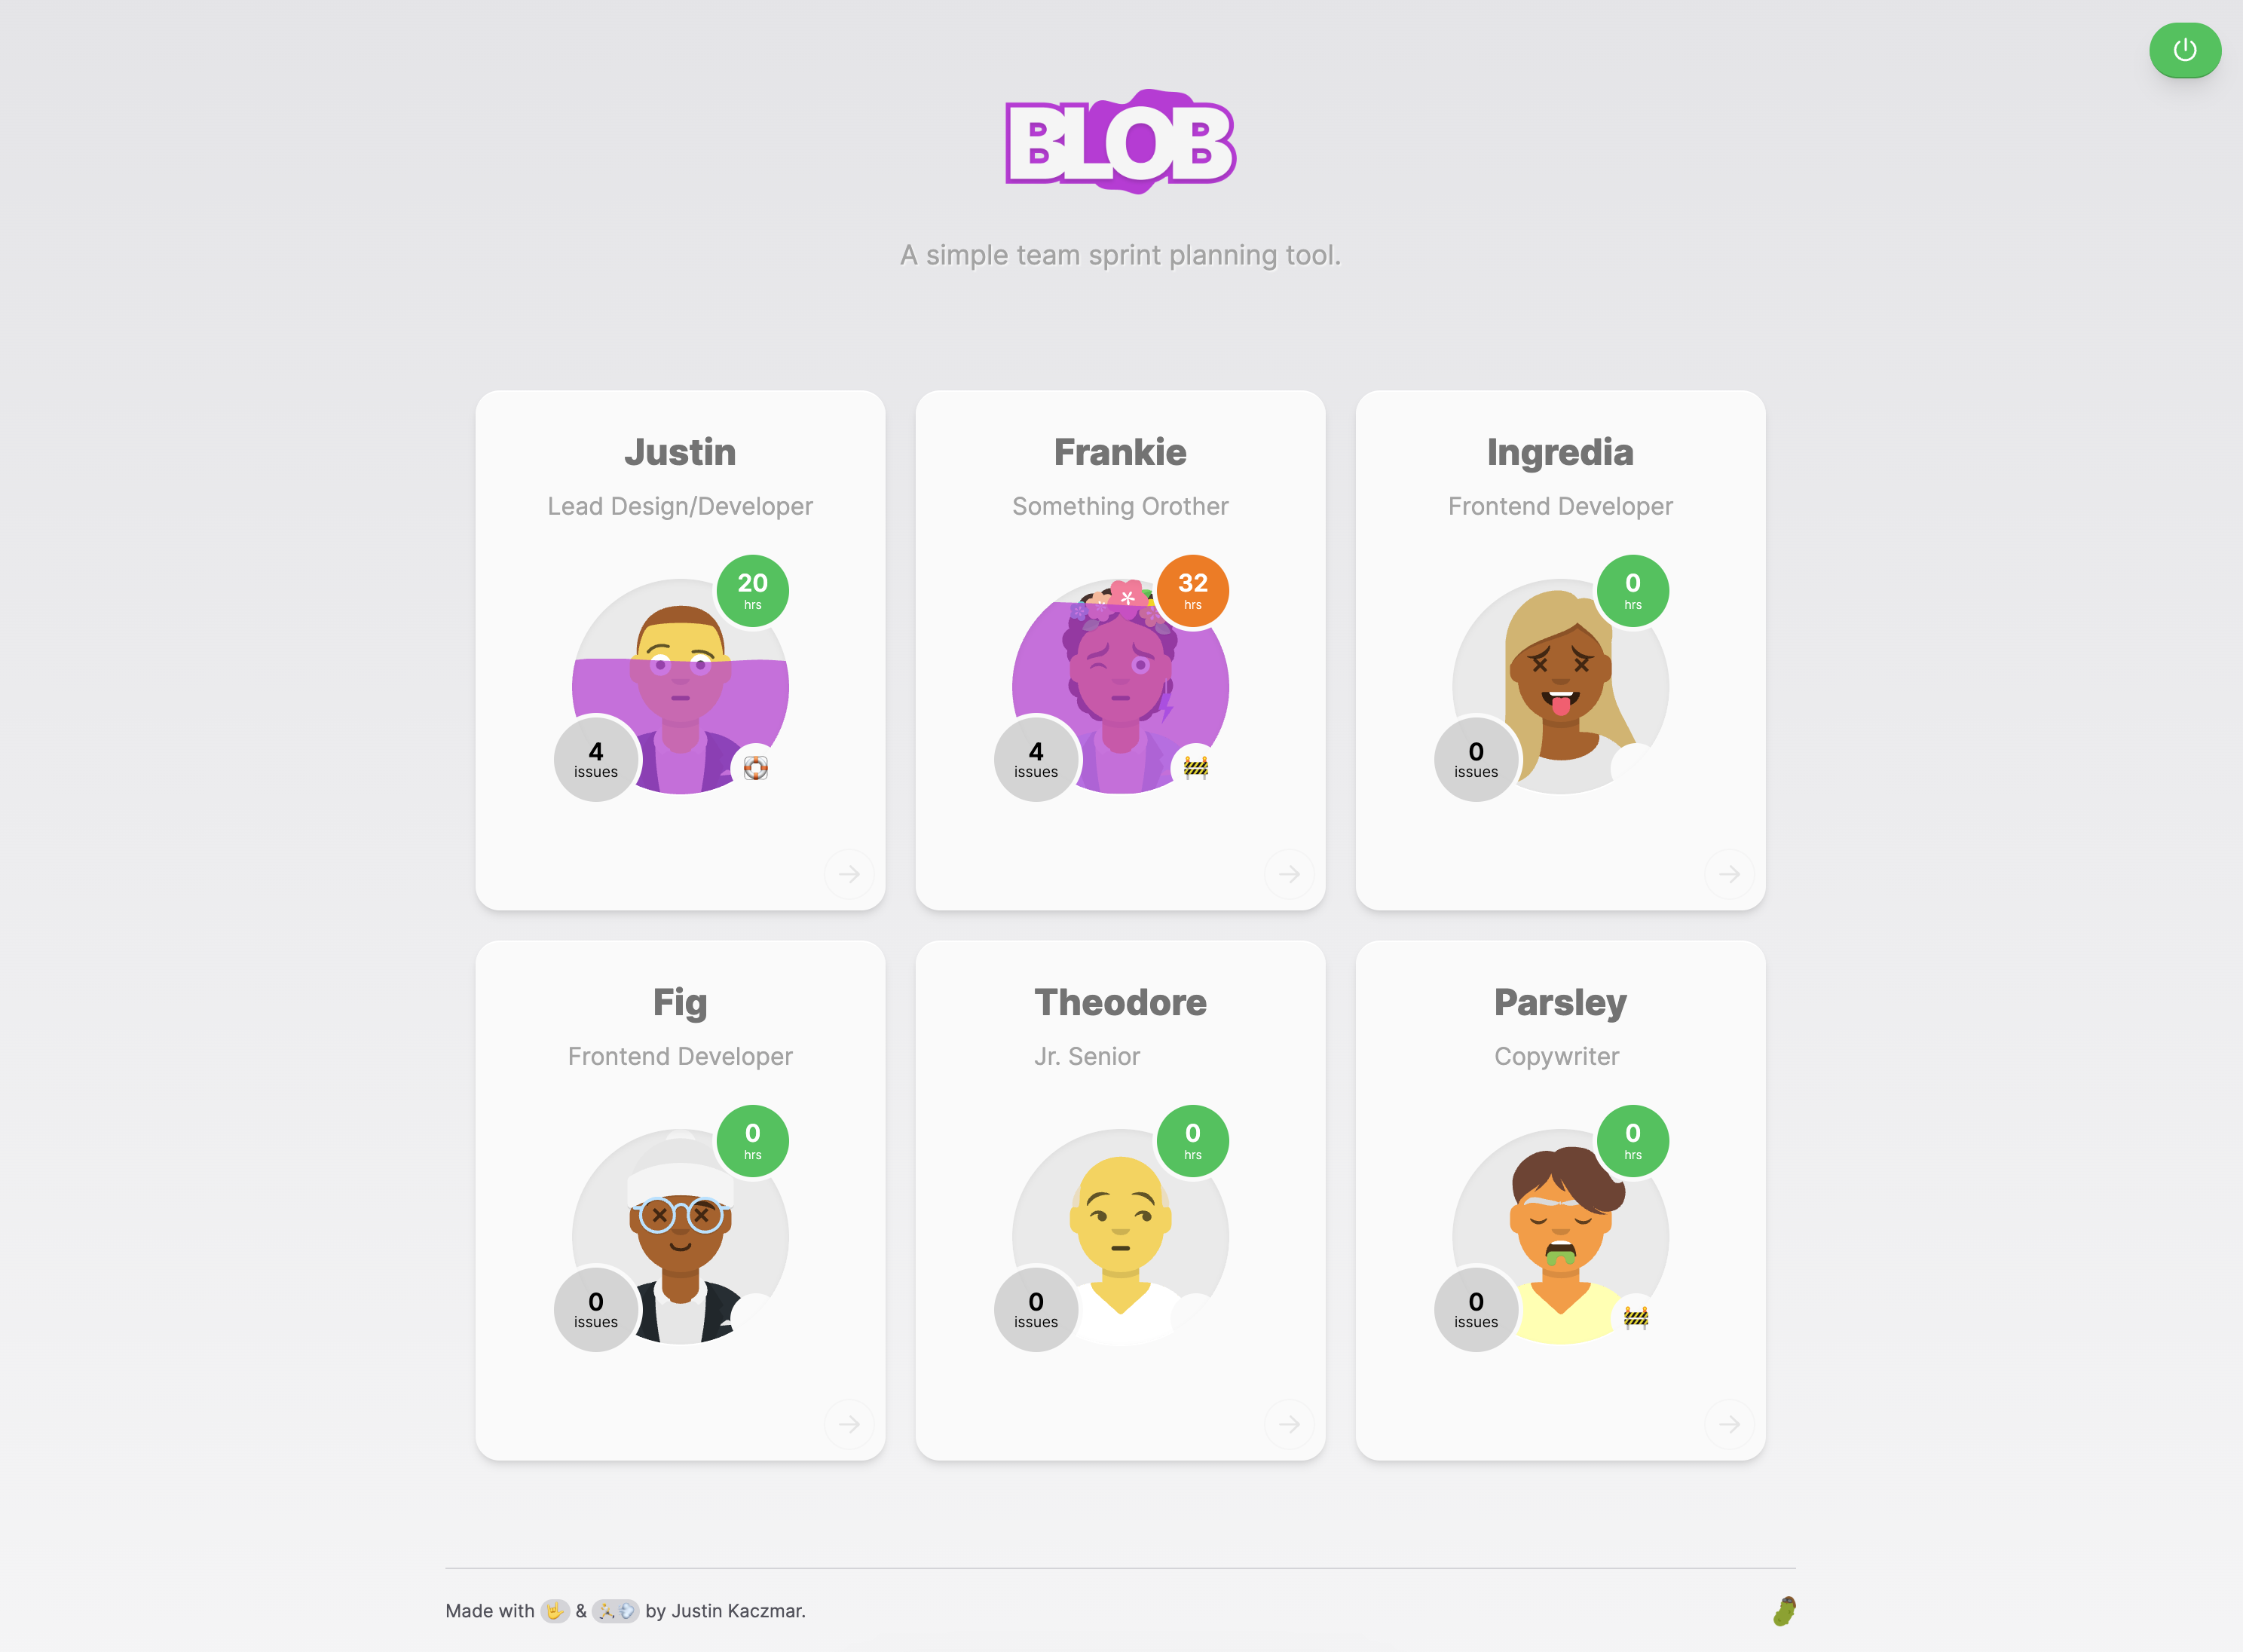 BLOB
A simple team sprint planning tool.
Justin
Lead Design/Developer
20
hrs
4
issues
Frankie
Something Orother
32
hrs
4
issues
Ingredia
Frontend Developer
0
hrs
0
issues
Fig
Frontend Developer
0
hrs
0
issues
Theodore
Jr. Senior
0
hrs
0
issues
Parsley
Copywriter
0
hrs
0
issues
Made with 🤟 & 🏃💨 by Justin Kaczmar.